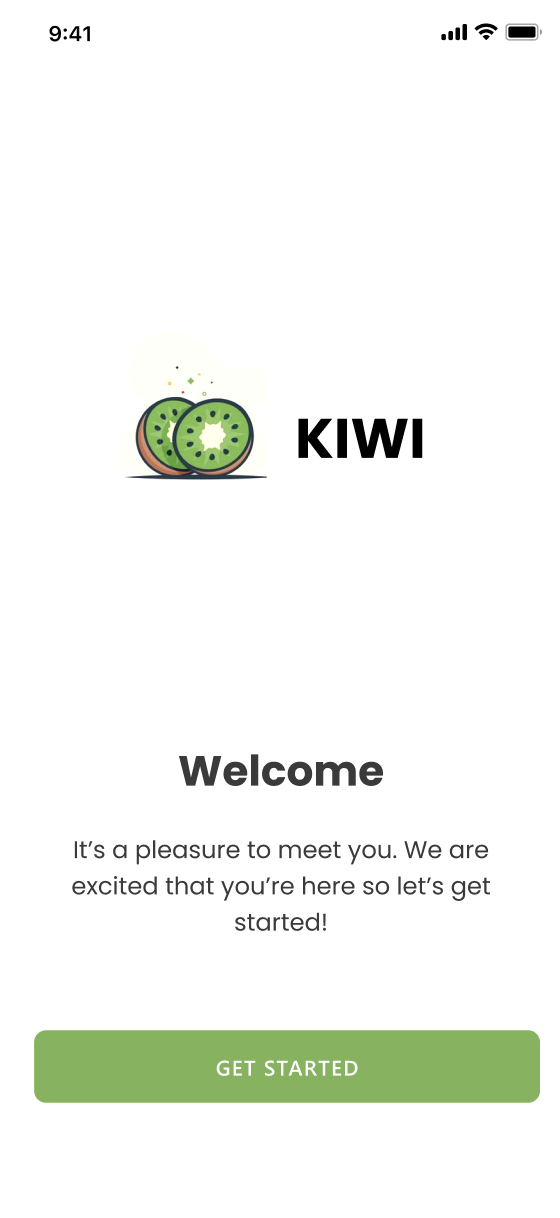 9:41
KIWI
Welcome
It’s a pleasure to meet you. We are
excited that you’re here so let’s get
started!
GET STARTED